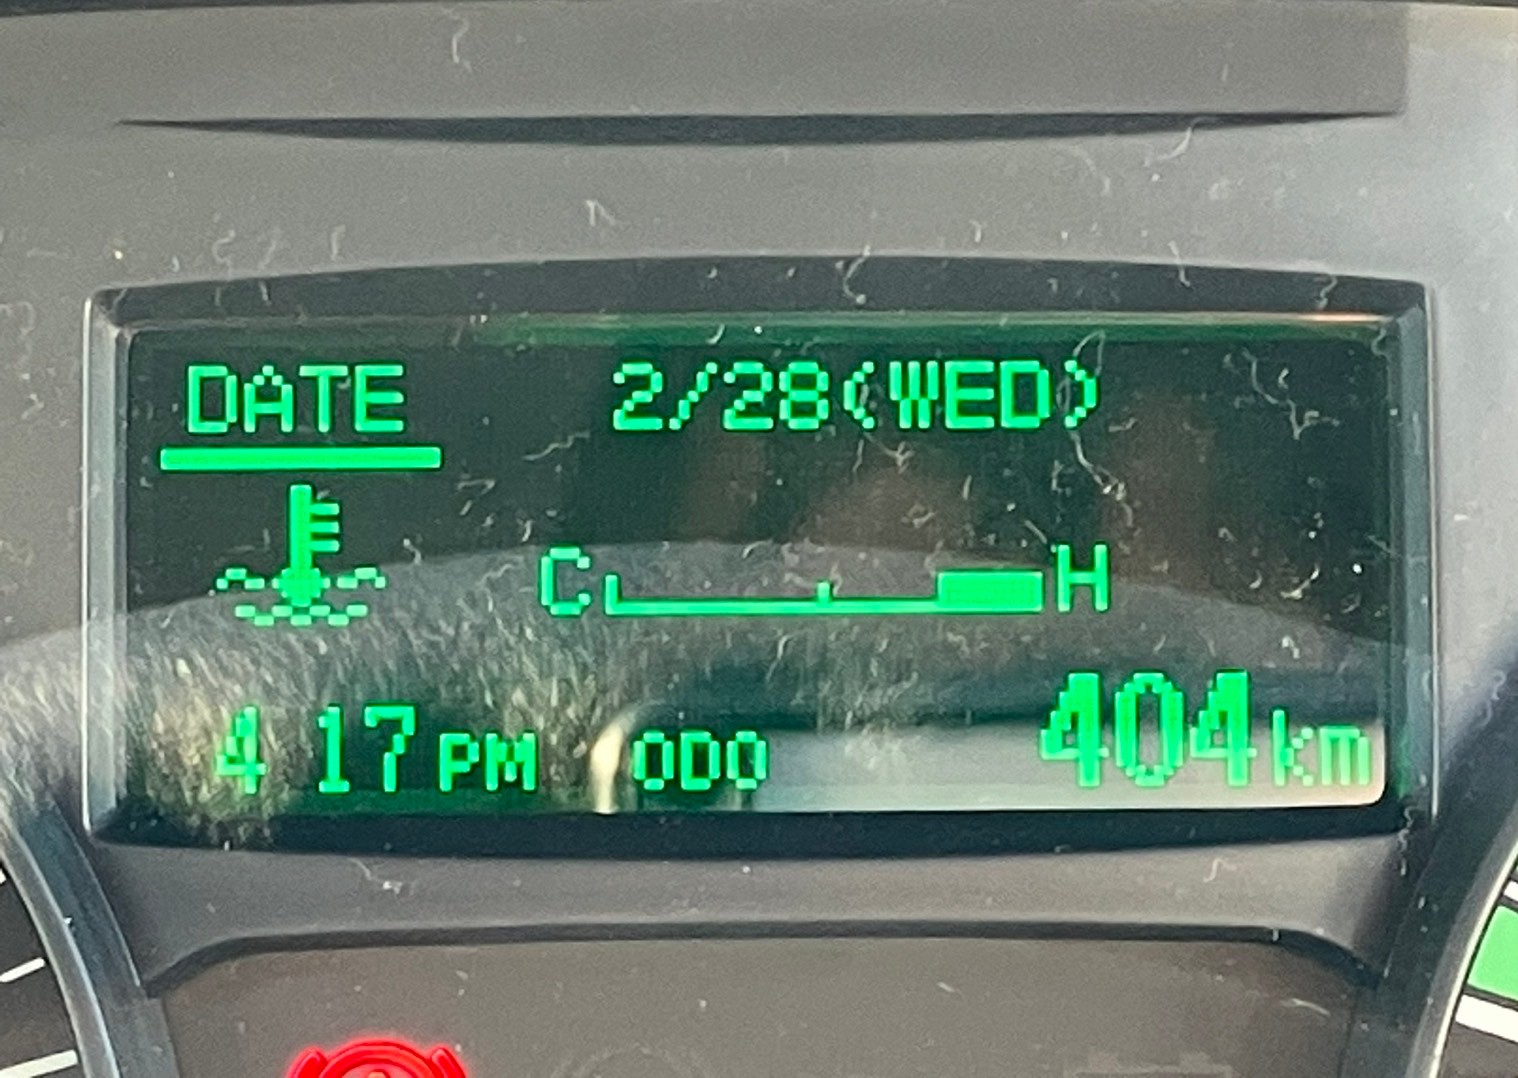 DATE 2/28(WED)
C H
4 17 PM ODO 404 km